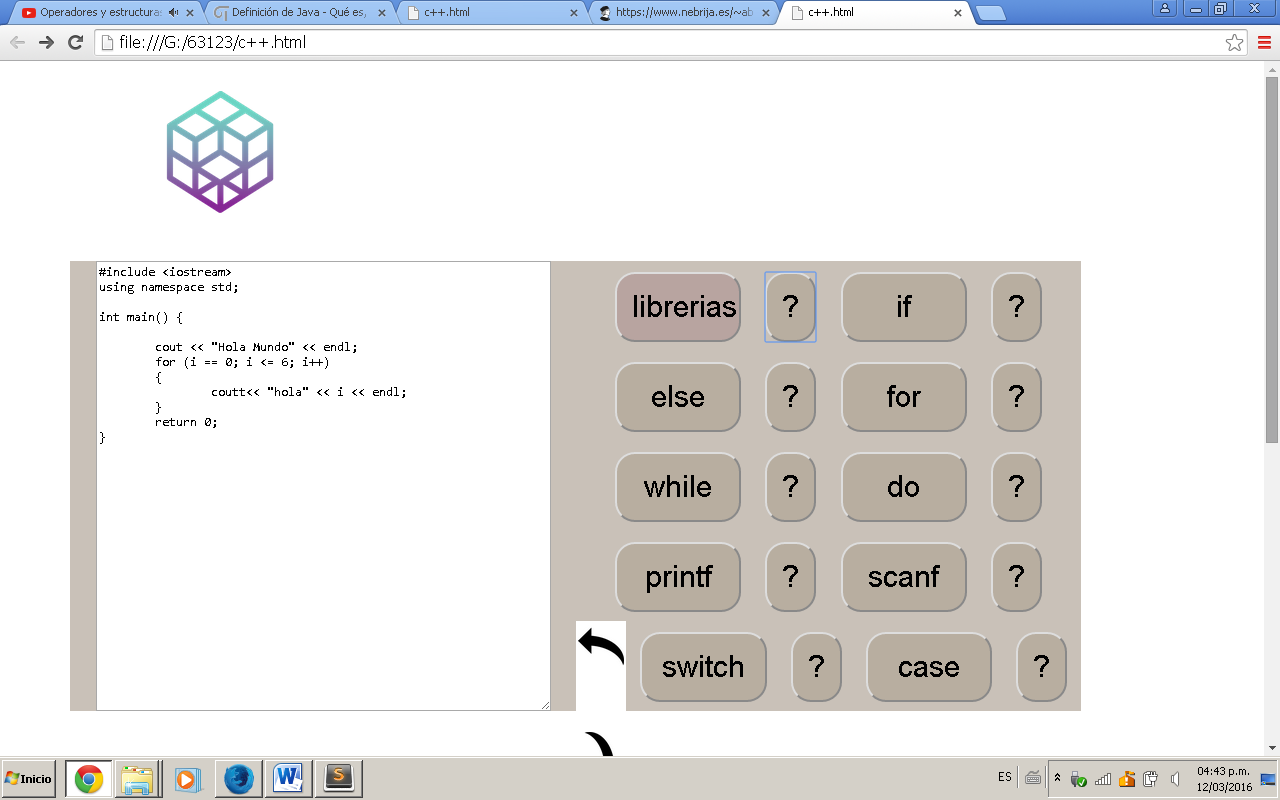 Operadores y estructuras
Definición de Java - Qué es,
c++.html
https://www.nebrija.es/~ab
c++.html
file:///G:/63123/c++.html
#include <iostream>
using namespace std;
int main() {
cout << "Hola Mundo" << endl;
for (i == 0; i <= 6; i++)
{
coutt<< "hola" << i << endl;
}
return 0;
}
librerias ? if ?
else ? for ?
while ? do ?
printf ? scanf ?
switch ? case ?
Inicio
ES
04:43 p.m.
12/03/2016